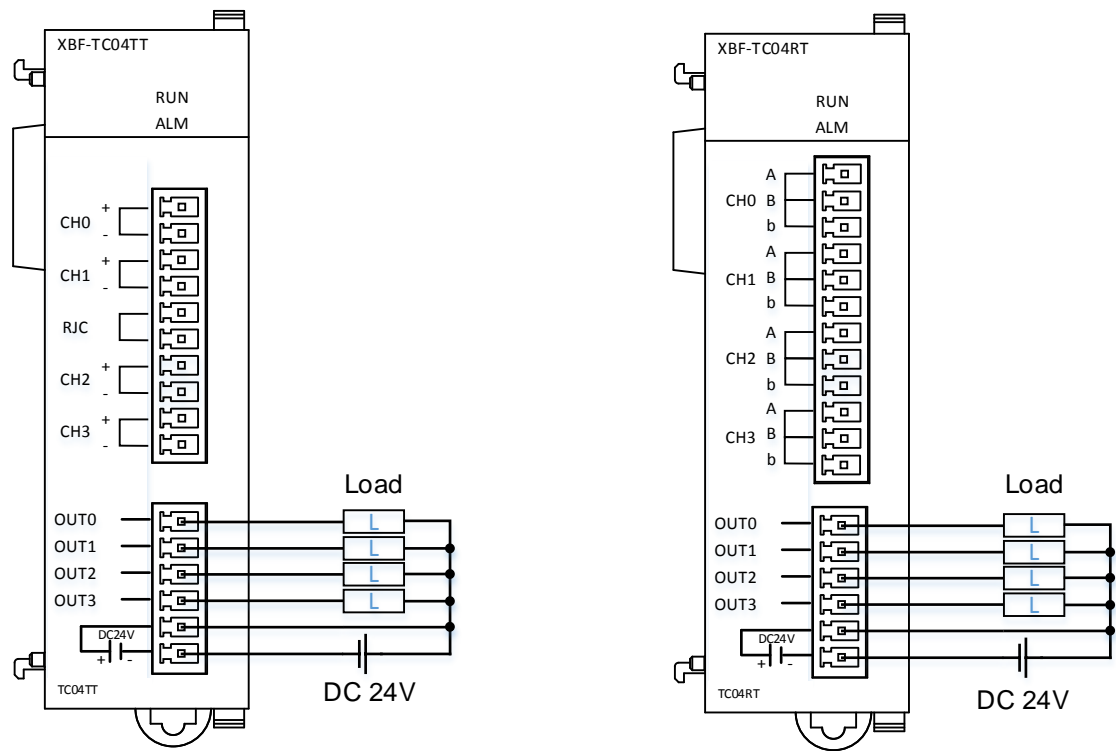 XBF-TC04TT
RUN
ALM
CH0 + -
CH1 + -
RJC
CH2 + -
CH3 + -
Load
OUT0 L
OUT1 L
OUT2 L
OUT3 L
DC24V
+ -
DC 24V
TC04TT
XBF-TC04RT
RUN
ALM
A
CH0 B
b
A
CH1 B
b
A
CH2 B
b
A
CH3 B
b
Load
OUT0 L
OUT1 L
OUT2 L
OUT3 L
DC24V
+ -
DC 24V
TC04RT